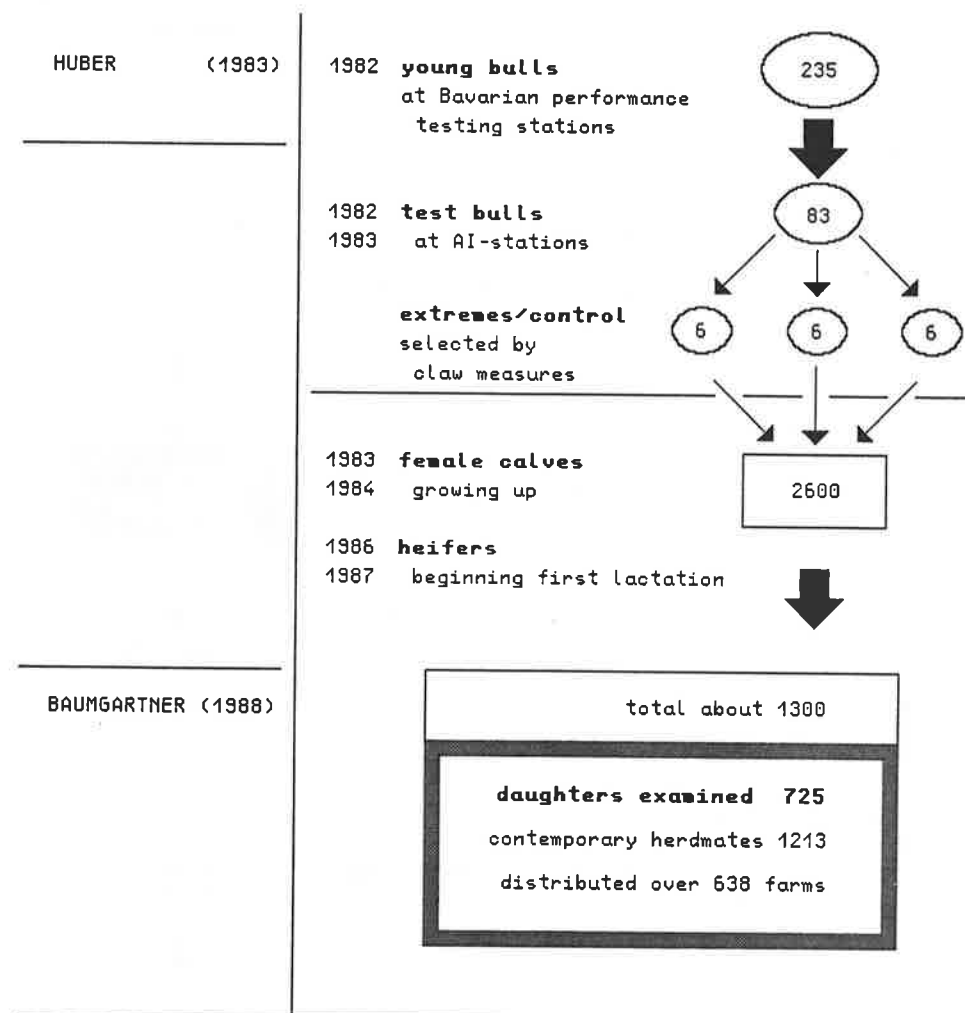 HUBER (1983)
1982 young bulls
at Bavarian performance
testing stations
235
1982 test bulls
1983 at AI-stations
83
extremes/control
selected by
claw measures
6 6 6
1983 female calves
1984 growing up
2600
1986 heifers
1987 beginning first lactation
BAUMGARTNER (1988)
total about 1300
daughters examined 725
contemporary herdmates 1213
distributed over 638 farms